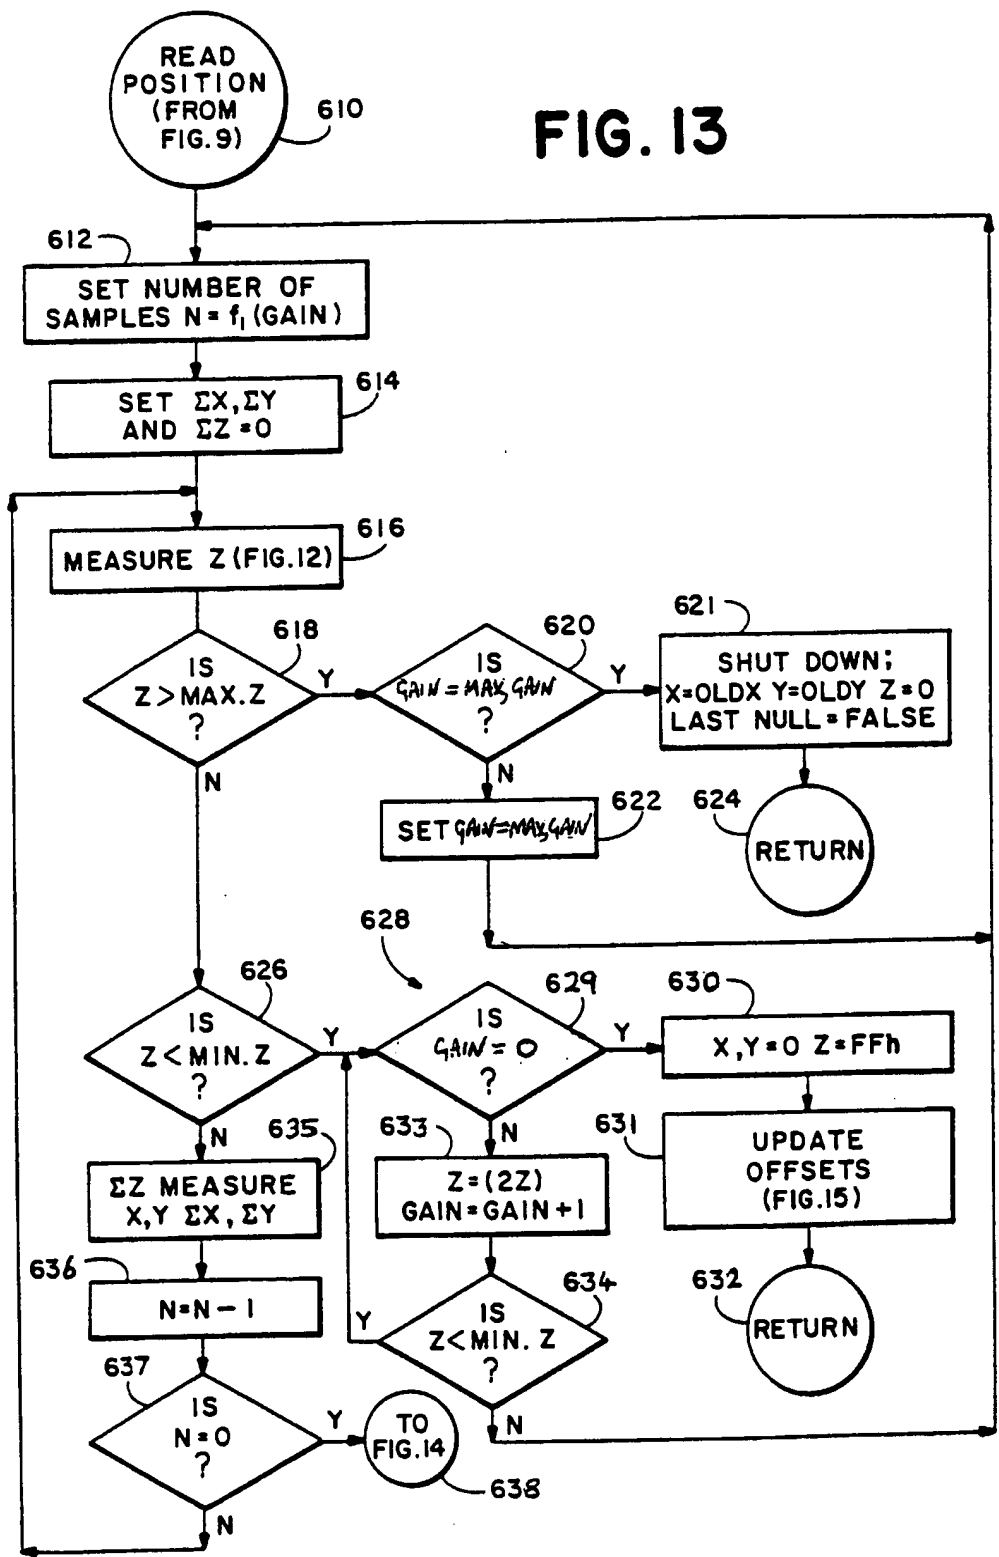 READ
POSITION
(FROM
FIG.9)
610
FIG. 13
612
SET NUMBER OF
SAMPLES N = f₁ (GAIN)
614
SET ΣX, ΣY
AND ΣZ = 0
616
MEASURE Z (FIG.12)
618
IS
Z > MAX. Z
?
Y
N
620
IS
GAIN = MAX, GAIN
?
Y
N
621
SHUT DOWN;
X=OLDX Y=OLDY Z=0
LAST NULL = FALSE
622
SET GAIN=MAX, GAIN
624
RETURN
626
IS
Z < MIN. Z
?
Y
N
628
629
IS
GAIN = 0
?
Y
N
630
X, Y=0 Z=FFh
631
UPDATE
OFFSETS
(FIG.15)
632
RETURN
633
Z=(2Z)
GAIN=GAIN+1
634
IS
Z < MIN. Z
?
Y
N
635
ΣZ MEASURE
X,Y ΣX, ΣY
636
N=N-1
637
IS
N=0
?
Y
N
TO
FIG.14
638